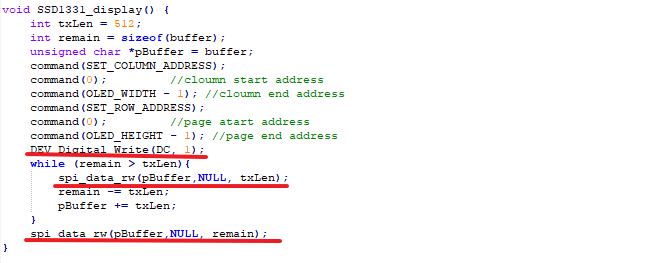 void SSD1331_display() {
int txLen = 512;
int remain = sizeof(buffer);
unsigned char *pBuffer = buffer;
command(SET_COLUMN_ADDRESS);
command(0); //cloumn start address
command(OLED_WIDTH - 1); //cloumn end address
command(SET_ROW_ADDRESS);
command(0); //page atart address
command(OLED_HEIGHT - 1); //page end address
DEV_Digital_Write(DC, 1);
while (remain > txLen){
spi_data_rw(pBuffer,NULL, txLen);
remain -= txLen;
pBuffer += txLen;
}
spi_data_rw(pBuffer,NULL, remain);
}